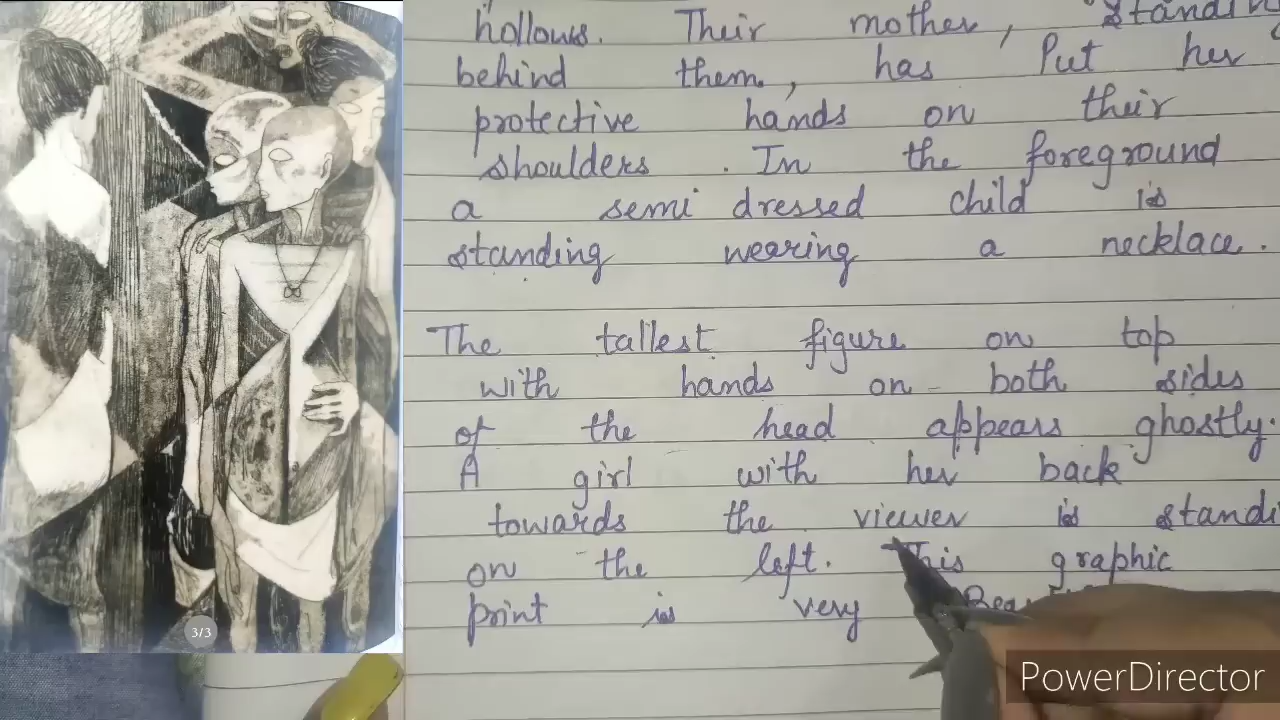 hollows. Their mother, standing
behind them, has Put her
protective hands on their
shoulders. In the foreground
a semi dressed child is
standing wearing a necklace.
The tallest figure on top
with hands on both sides
of the head appears ghostly.
A girl with her back
towards the viewer is standi
on the left. This graphic
print is very
3/3
PowerDirector